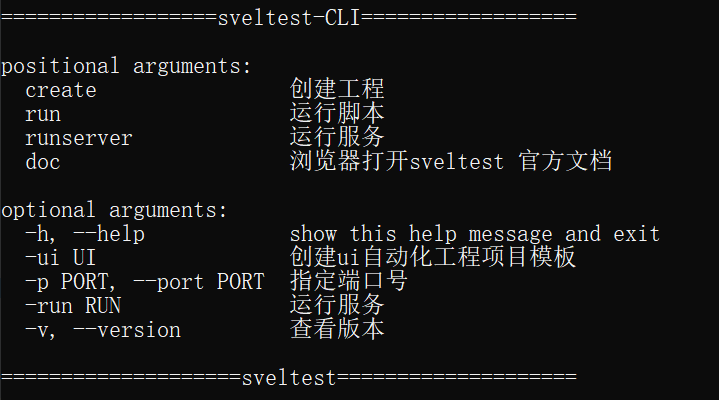 ==================sveltest-CLI==================
positional arguments:
  create                创建工程
  run                   运行脚本
  runserver             运行服务
  doc                   浏览器打开sveltest 官方文档
optional arguments:
  -h, --help            show this help message and exit
  -ui UI                创建ui自动化工程项目模板
  -p PORT, --port PORT  指定端口号
  -run RUN              运行服务
  -v, --version         查看版本
====================sveltest====================